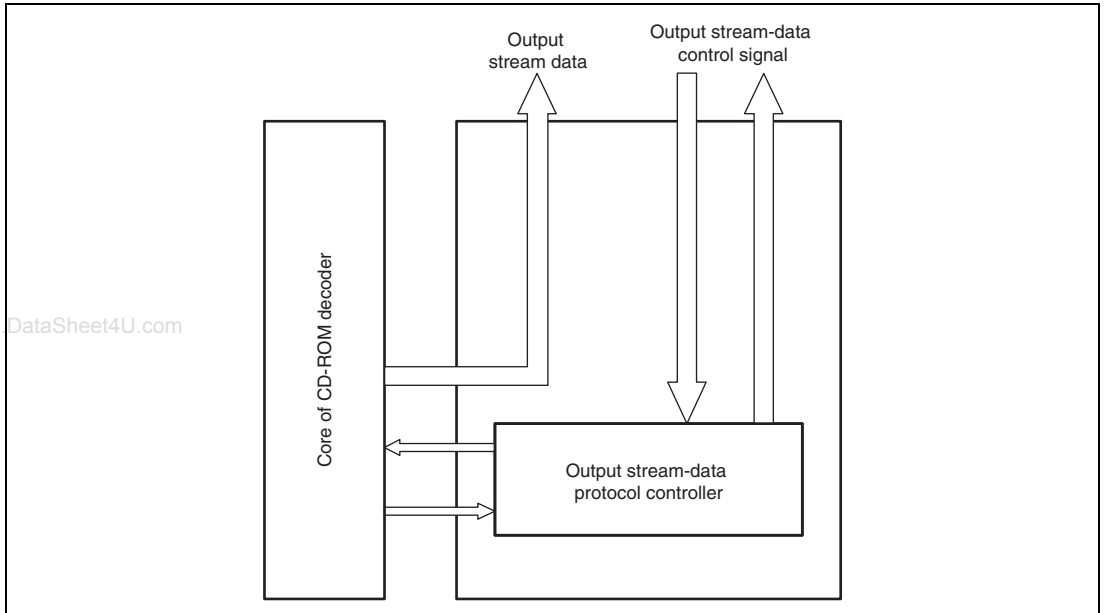 Output
stream data
Output stream-data
control signal
Core of CD-ROM decoder
DataSheet4U.com
Output stream-data
protocol controller